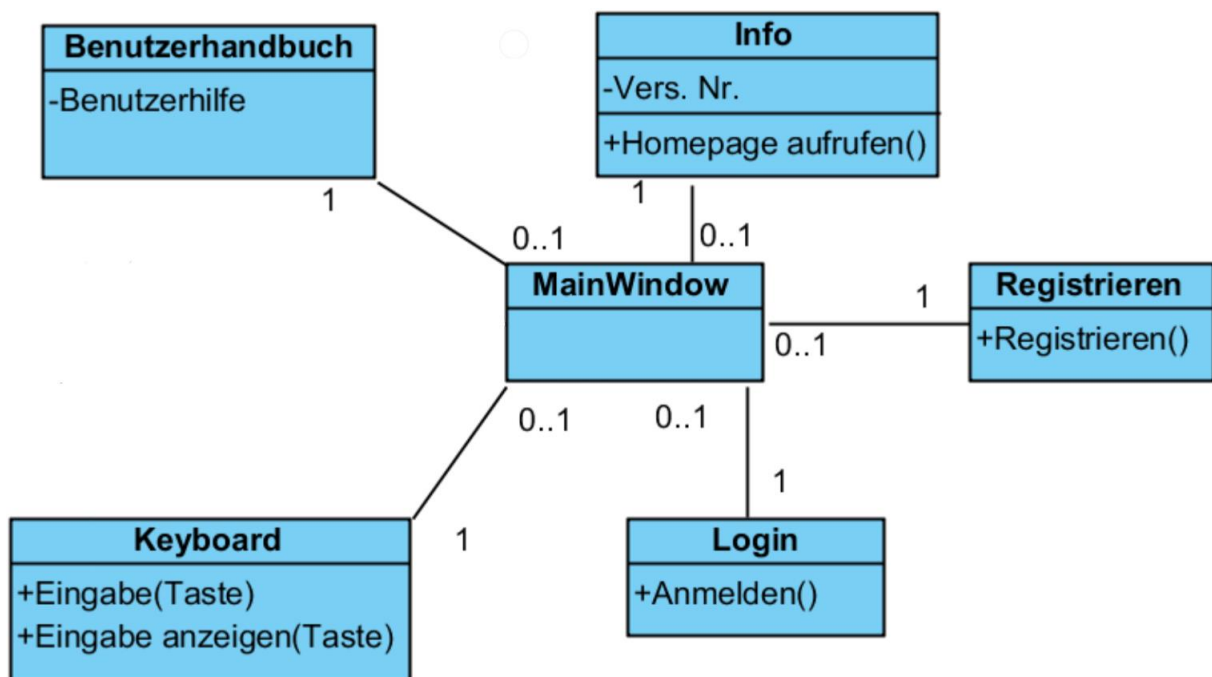 Benutzerhandbuch
-Benutzerhilfe
1
Info
-Vers. Nr.
+Homepage aufrufen()
1
0..1
0..1
MainWindow
0..1
0..1
0..1
1
Registrieren
+Registrieren()
1
Keyboard
+Eingabe(Taste)
+Eingabe anzeigen(Taste)
1
Login
+Anmelden()